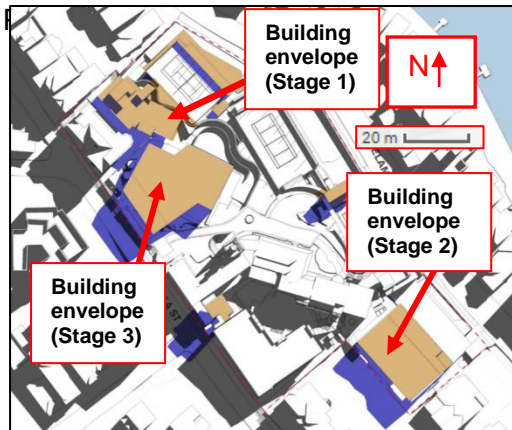 Building
envelope
(Stage 1)
N
20 m
Building
envelope
(Stage 2)
Building
envelope
(Stage 3)